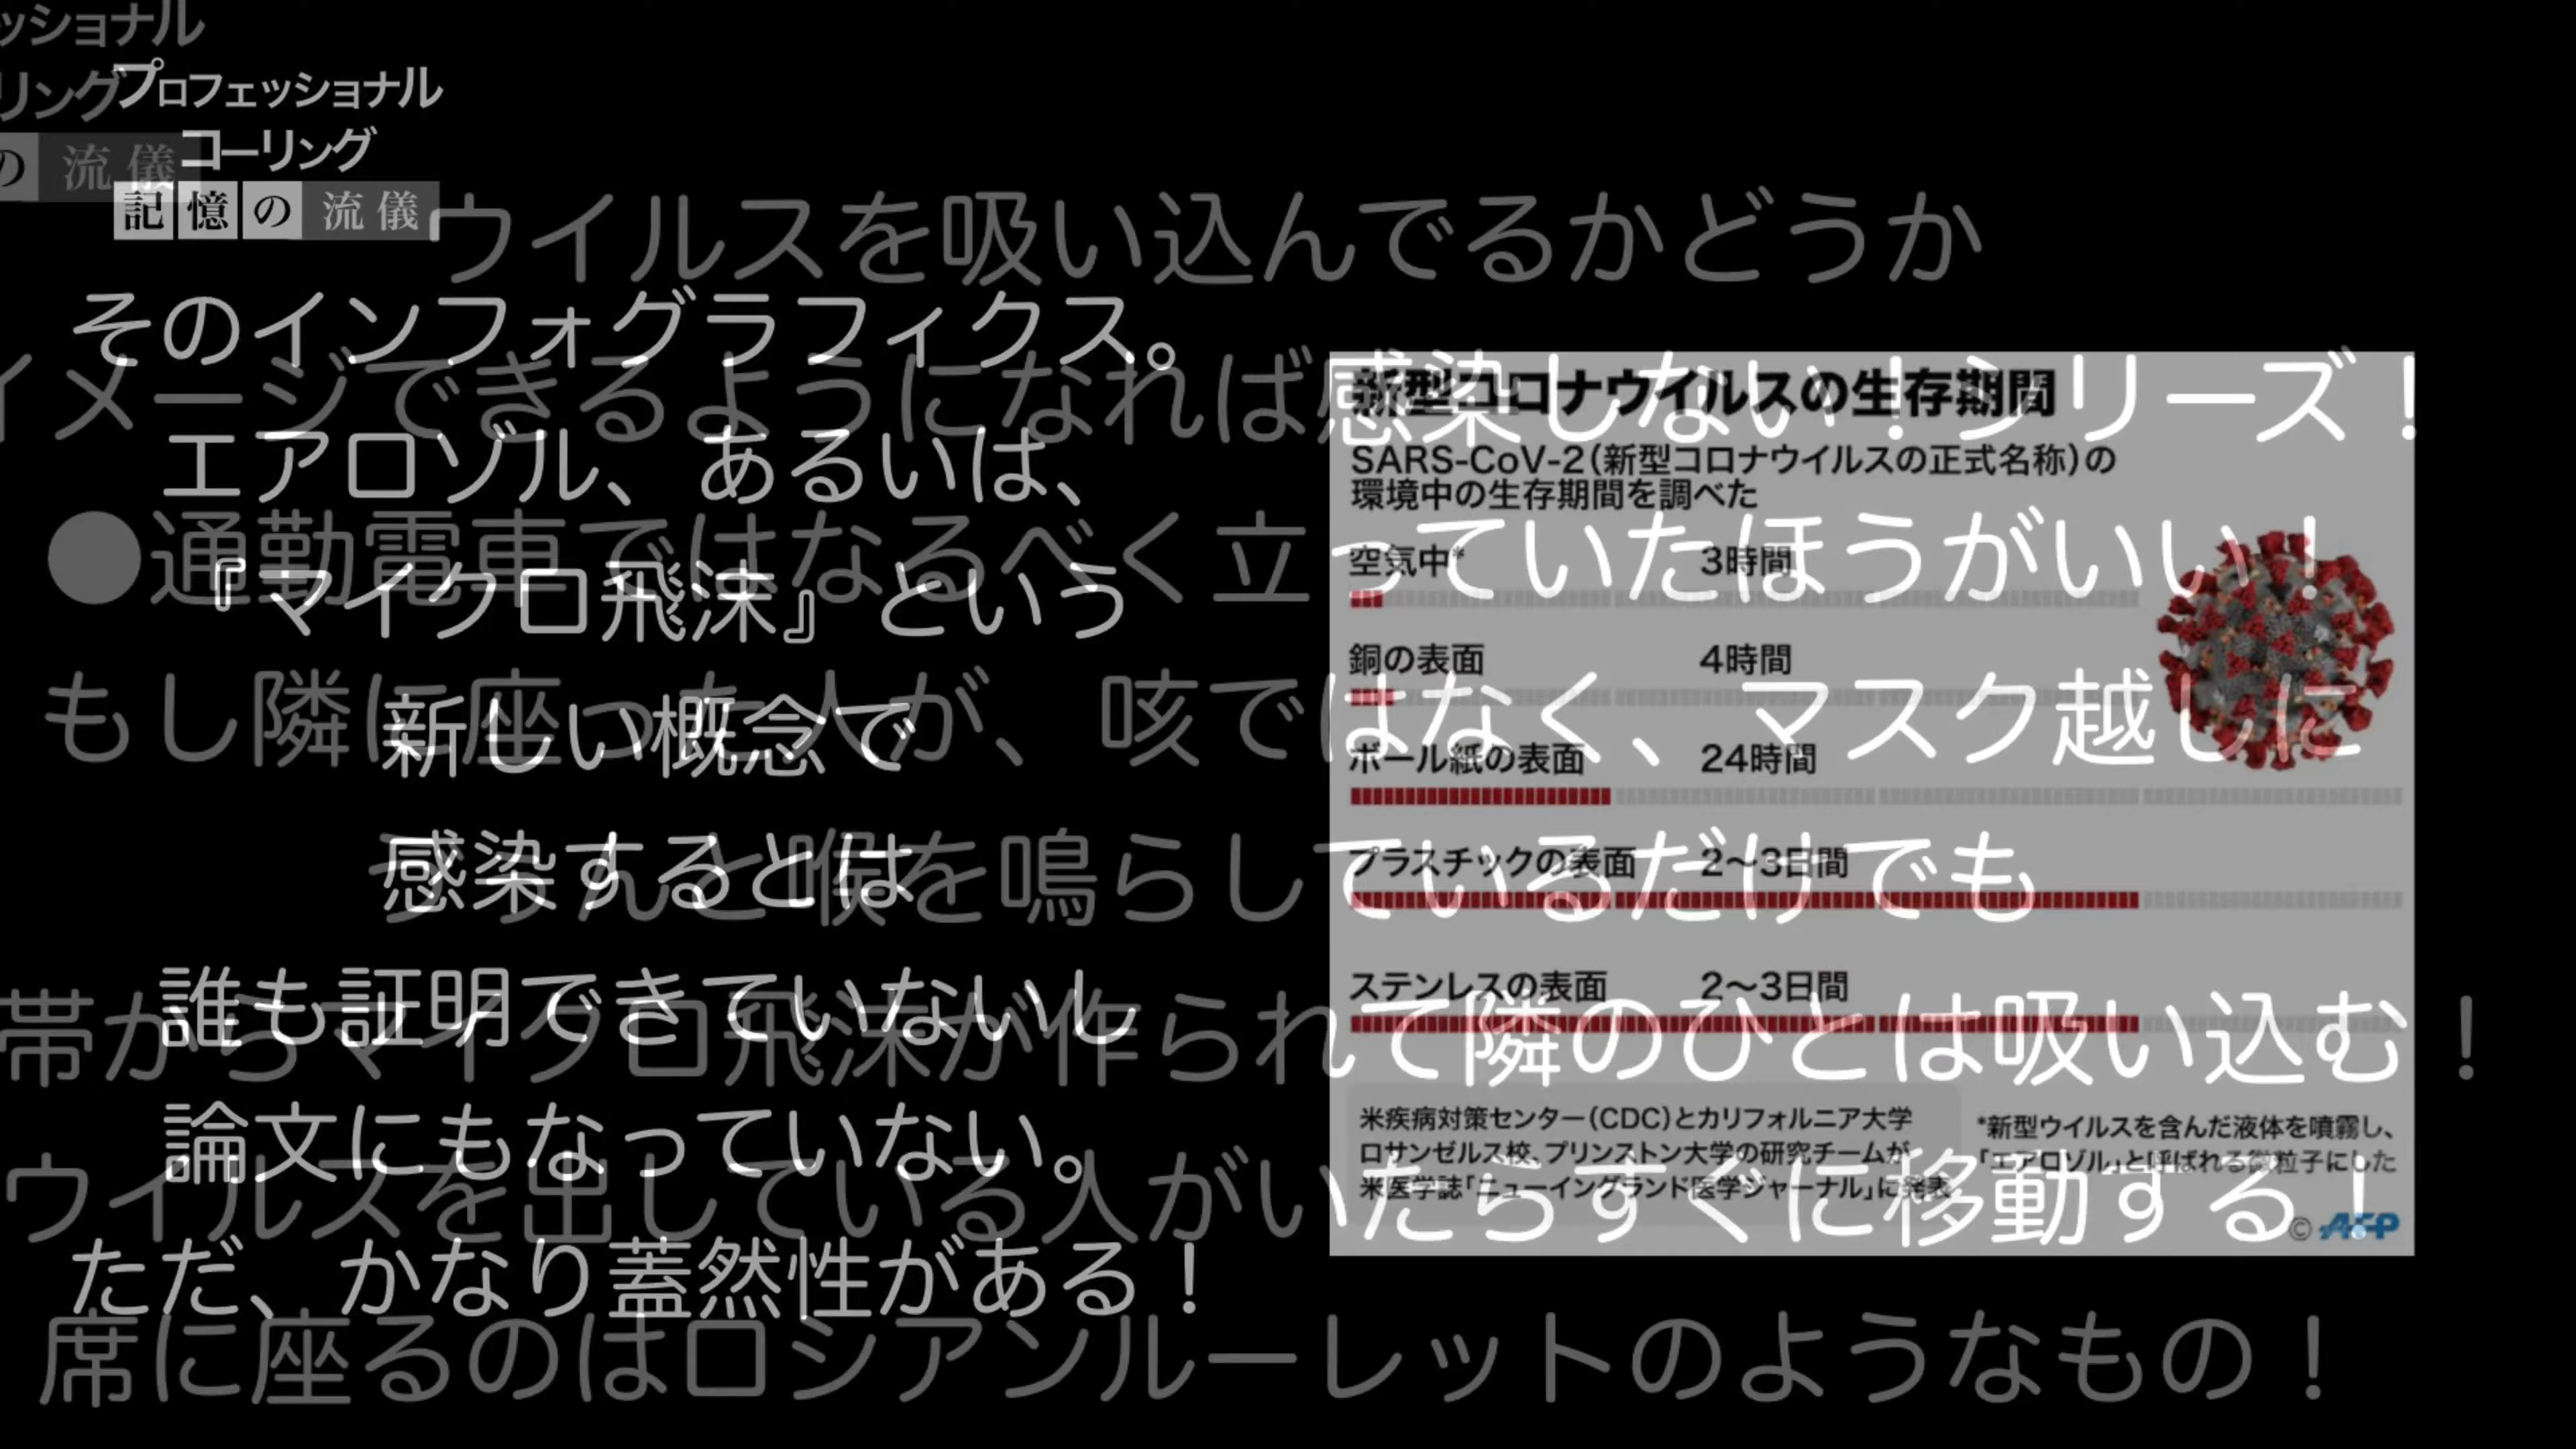 ッショナル
リング
の 流儀
プロフェッショナル
コーリング
記憶の流儀
ウイルスを吸い込んでるかどうか
そのインフォグラフィクス。
イメージできるようになれば感染しない！シリーズ！
エアロゾル、あるいは、
●通勤電車ではなるべく立っていたほうがいい！
『マイクロ飛沫』という
もし隣に座った人が、咳ではなく、マスク越しに
新しい概念で
感染するとは
んと喉を鳴らしているだけでも
誰も証明できていないし
帯からマイクロ飛沫が作られて隣のひとは吸い込む！
論文にもなっていない。
ウイルスを出している人がいたらすぐに移動する！
ただ、かなり蓋然性がある！
席に座るのはロシアンルーレットのようなもの！
新型コロナウイルスの生存期間
SARS-CoV-2（新型コロナウイルスの正式名称）の
環境中の生存期間を調べた
空気中* 3時間
銅の表面 4時間
ボール紙の表面 24時間
プラスチックの表面 2〜3日間
ステンレスの表面 2〜3日間
米疾病対策センター（CDC）とカリフォルニア大学
ロサンゼルス校、プリンストン大学の研究チームが
米医学誌「ニューイングランド医学ジャーナル」に発表
*新型ウイルスを含んだ液体を噴霧し、
「エアロゾル」と呼ばれる微粒子にした
© AFP